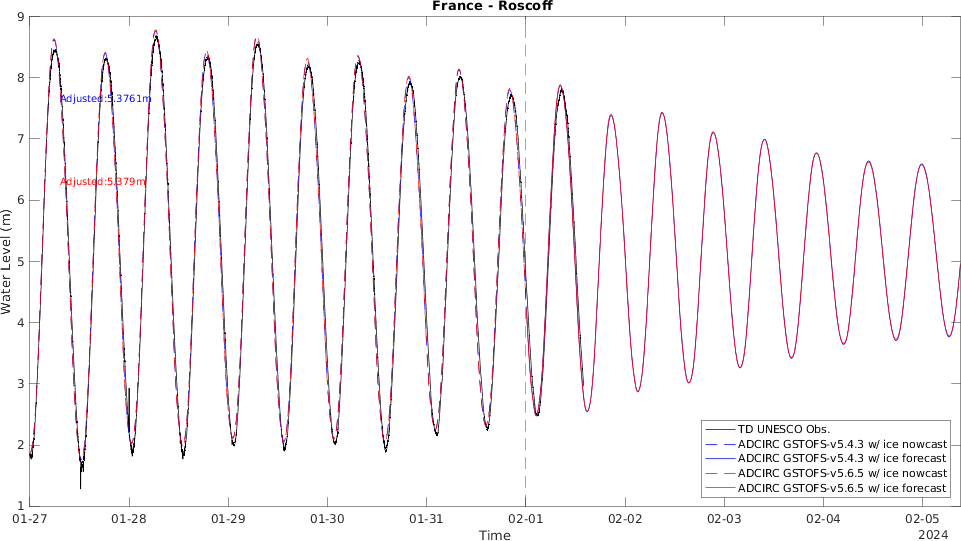 France - Roscoff
9
8
7
6
5
4
3
2
1
Water Level (m)
Adjusted:5.3761m
Adjusted:5.379m
TD UNESCO Obs.
ADCIRC GSTOFS-v5.4.3 w/ ice nowcast
ADCIRC GSTOFS-v5.4.3 w/ ice forecast
ADCIRC GSTOFS-v5.6.5 w/ ice nowcast
ADCIRC GSTOFS-v5.6.5 w/ ice forecast
01-27 01-28 01-29 01-30 01-31 02-01 02-02 02-03 02-04 02-05
Time
2024